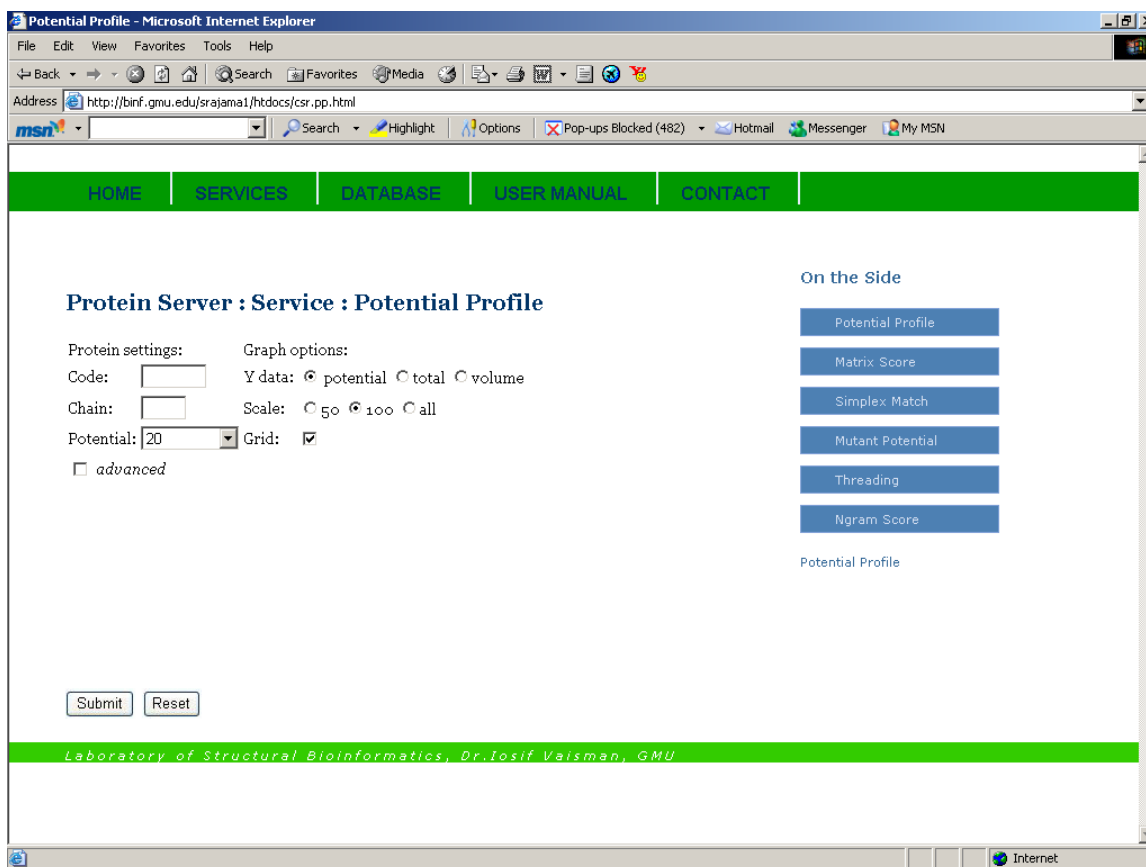 Potential Profile - Microsoft Internet Explorer
File Edit View Favorites Tools Help
Back Search Favorites Media
Address http://binf.gmu.edu/srajama1/htdocs/csr.pp.html
msn Search Highlight Options Pop-ups Blocked (482) Hotmail Messenger My MSN
HOME SERVICES DATABASE USER MANUAL CONTACT
On the Side
Protein Server : Service : Potential Profile
Potential Profile
Protein settings: Graph options:
Matrix Score
Code: Y data: potential total volume
Simplex Match
Chain: Scale: 50 100 all
Potential: 20 Grid:
Mutant Potential
advanced
Threading
Ngram Score
Potential Profile
Submit Reset
Laboratory of Structural Bioinformatics, Dr.Iosif Vaisman, GMU
Internet